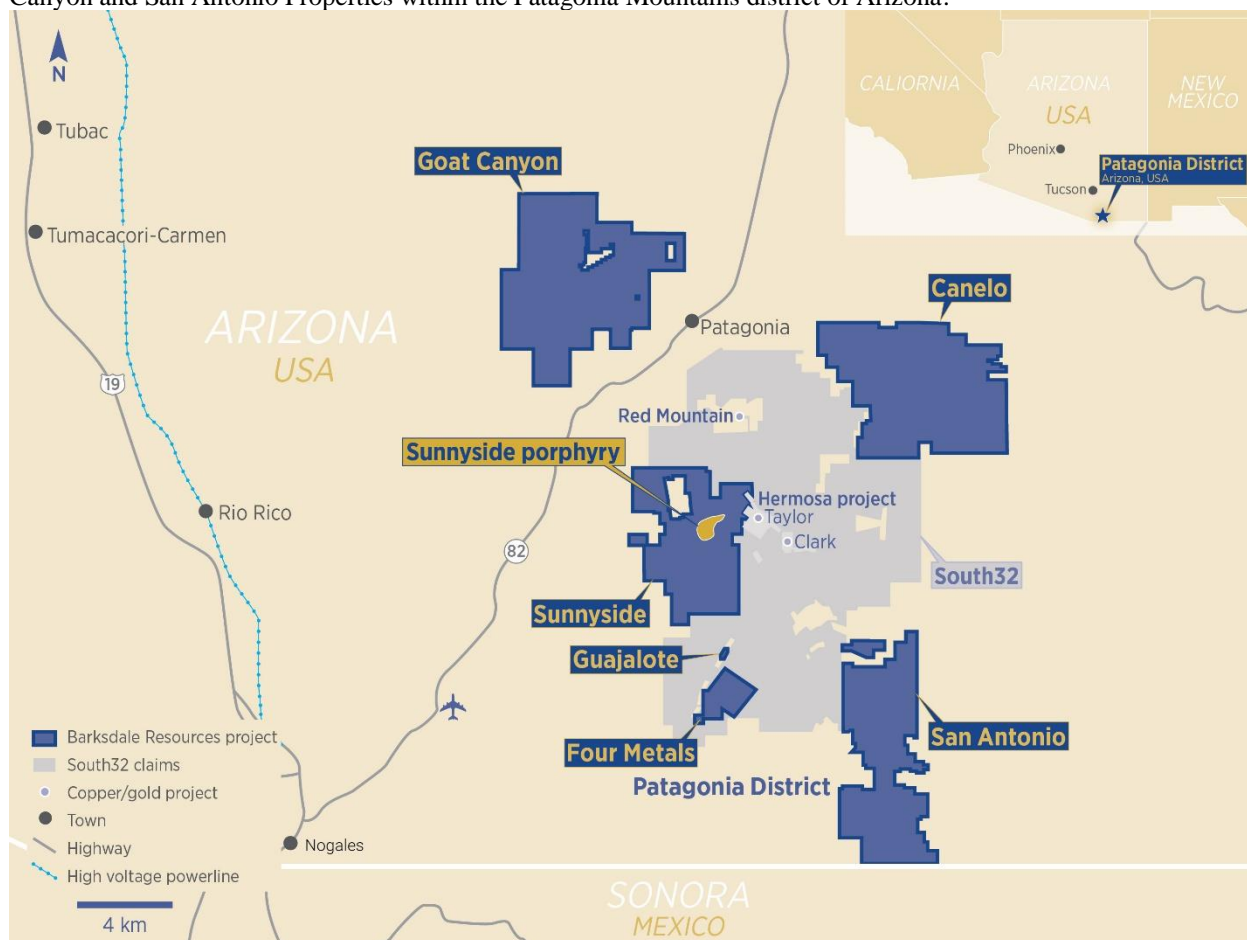 Canyon and San Antonio Properties within the Patagonia Mountains district of Arizona.
N
Tubac
Tumacacori-Carmen
Goat Canyon
CALIORNIA
ARIZONA
USA
NEW
MEXICO
Phoenix
Tucson
Patagonia District
Arizona, USA
ARIZONA
USA
19
Patagonia
Canelo
Red Mountain
Sunnyside porphyry
Hermosa project
Taylor
Clark
Rio Rico
82
South32
Sunnyside
Guajalote
Four Metals
San Antonio
Patagonia District
Barksdale Resources project
South32 claims
Copper/gold project
Town
Highway
High voltage powerline
4 km
Nogales
SONORA
MEXICO